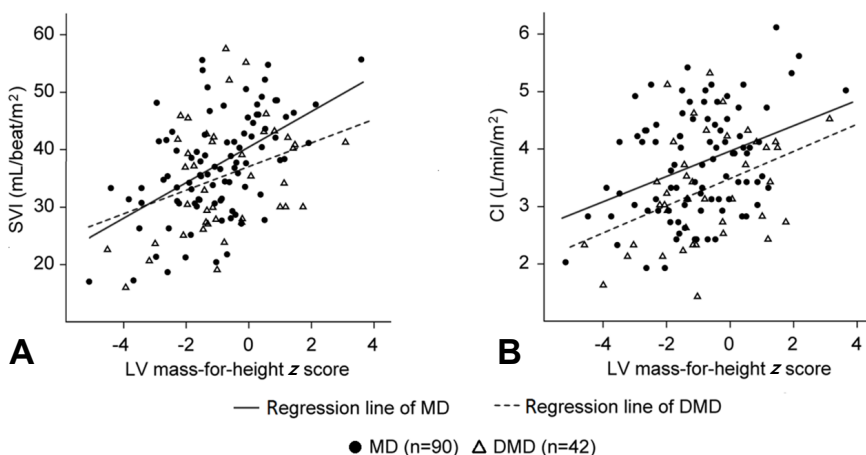 60
50
40
30
20
SVI (mL/beat/m²)
-4 -2 0 2 4
LV mass-for-height z score
A
6
5
4
3
2
CI (L/min/m²)
-4 -2 0 2 4
LV mass-for-height z score
B
Regression line of MD Regression line of DMD
MD (n=90) DMD (n=42)